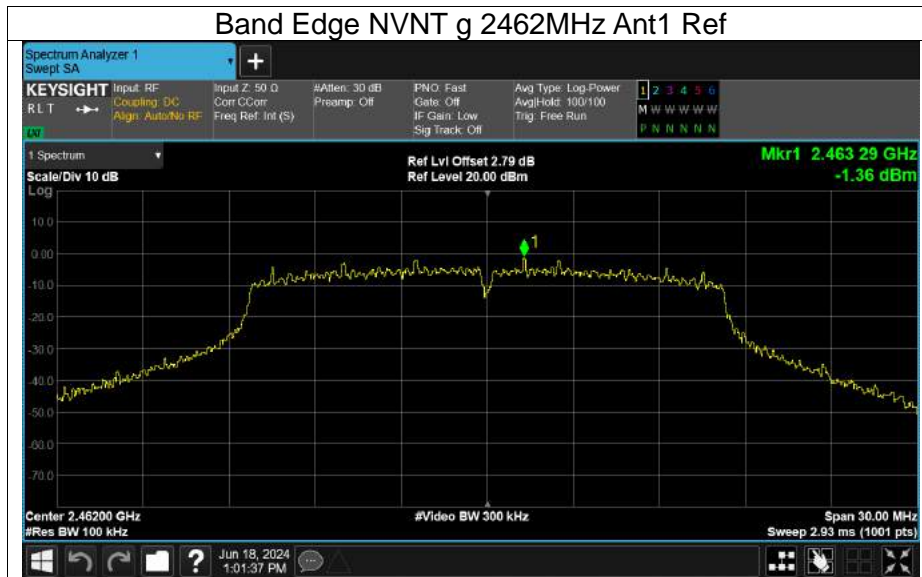 Band Edge NVNT g 2462MHz Ant1 Ref
Spectrum Analyzer 1
Swept SA
+
KEYSIGHT Input: RF Input Z: 50 Ω #Atten: 30 dB PNO: Fast Avg Type: Log-Power 1 2 3 4 5 6
RLT Coupling: DC Corr CCorr Preamp: Off Gate: Off Avg|Hold: 100/100 M W W W W W
Align: Auto/No RF Freq Ref: Int (S) IF Gain: Low Trig: Free Run
Sig Track: Off P N N N N N
1 Spectrum Ref Lvl Offset 2.79 dB Mkr1 2.463 29 GHz
Scale/Div 10 dB Ref Level 20.00 dBm -1.36 dBm
Log
10.0
0.00
1
-10.0
-20.0
-30.0
-40.0
-50.0
-60.0
-70.0
Center 2.46200 GHz #Video BW 300 kHz Span 30.00 MHz
#Res BW 100 kHz Sweep 2.93 ms (1001 pts)
? Jun 18, 2024
1:01:37 PM